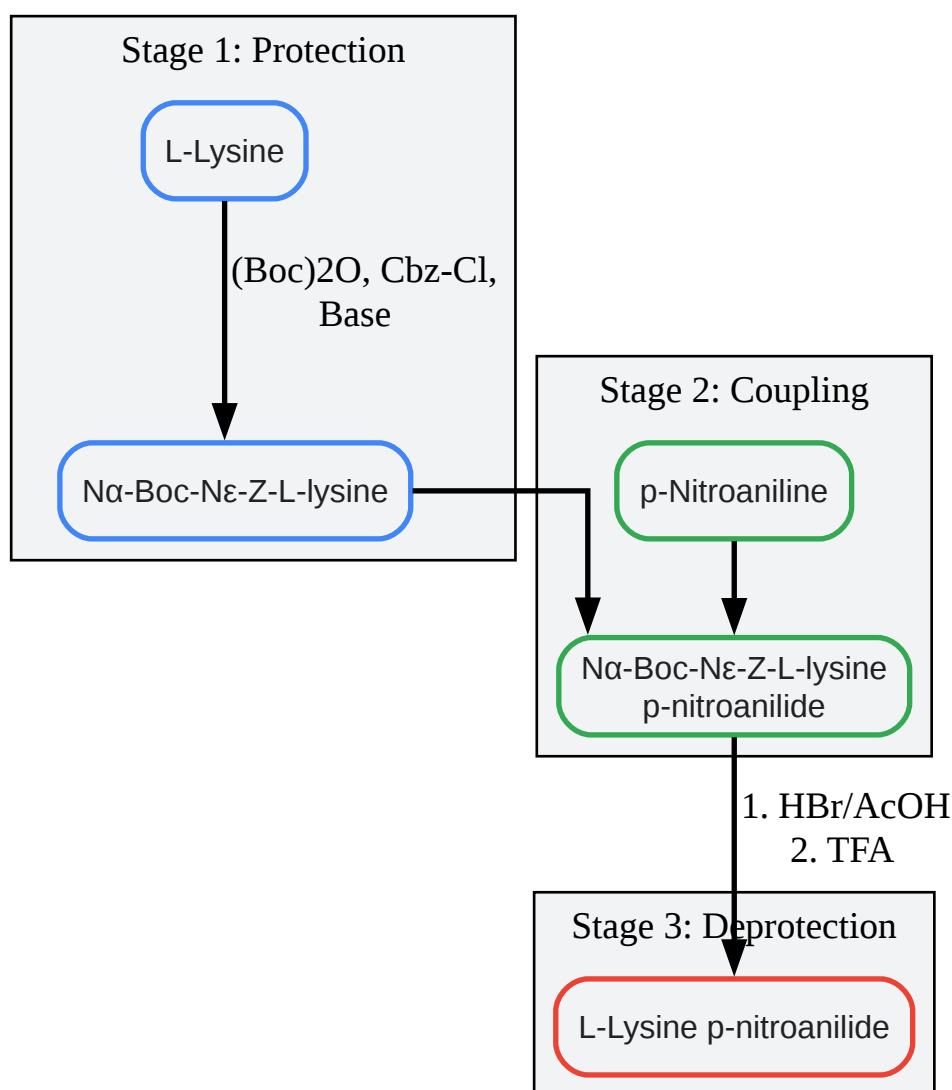 Stage 1: Protection
L-Lysine
(Boc)2O, Cbz-Cl,
Base
Nα-Boc-Nε-Z-L-lysine
Stage 2: Coupling
p-Nitroaniline
Nα-Boc-Nε-Z-L-lysine
p-nitroanilide
1. HBr/AcOH
2. TFA
Stage 3: Deprotection
L-Lysine p-nitroanilide